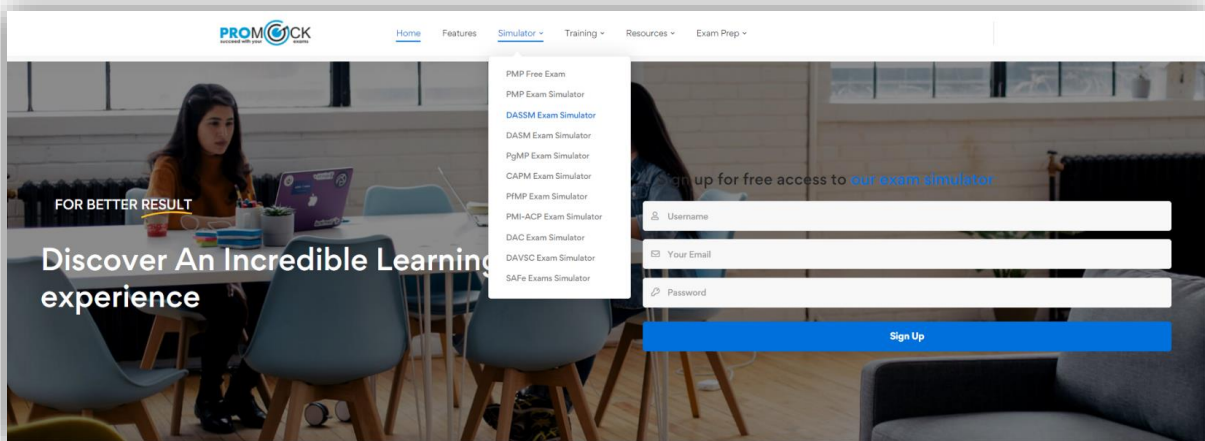 PROMOCK
succeed with your exams
Home Features Simulator Training Resources Exam Prep
PMP Free Exam
PMP Exam Simulator
DASSM Exam Simulator
DASM Exam Simulator
PgMP Exam Simulator
CAPM Exam Simulator
PfMP Exam Simulator
PMI-ACP Exam Simulator
DAC Exam Simulator
DAVSC Exam Simulator
SAFe Exams Simulator
FOR BETTER RESULT
Discover An Incredible Learning
experience
Sign up for free access to our exam simulator
Username
Your Email
Password
Sign Up